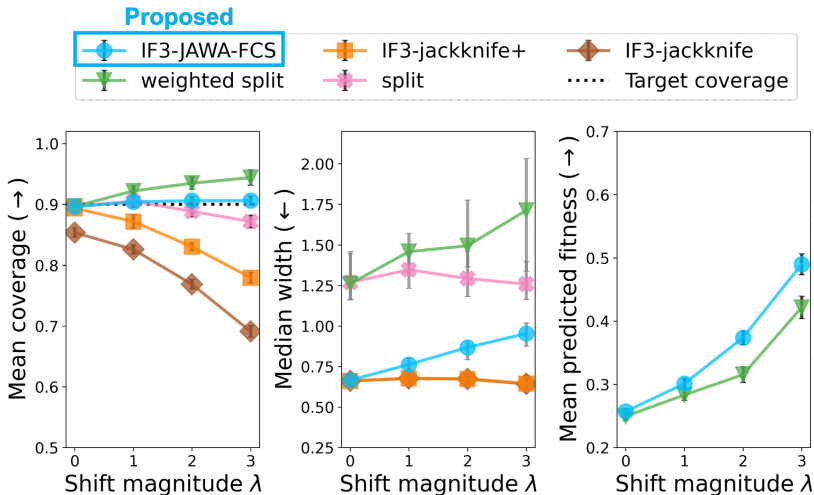 Proposed
IF3-JAWA-FCS
IF3-jackknife+
IF3-jackknife
weighted split
split
Target coverage
Mean coverage (→)
1.0
0.9
0.8
0.7
0.6
0.5
0 1 2 3
Shift magnitude λ
Median width (←)
2.00
1.75
1.50
1.25
1.00
0.75
0.50
0.25
0 1 2 3
Shift magnitude λ
Mean predicted fitness (→)
0.7
0.6
0.5
0.4
0.3
0.2
0 1 2 3
Shift magnitude λ